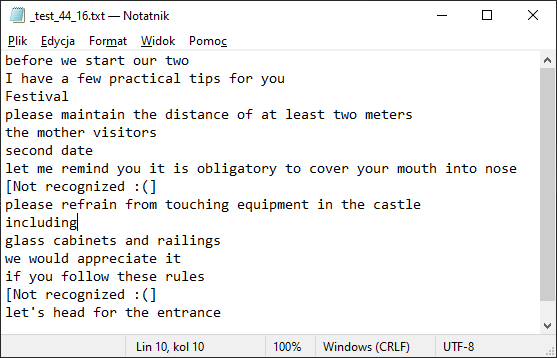 _test_44_16.txt — Notatnik
Plik Edycja Format Widok Pomoc
before we start our two
I have a few practical tips for you
Festival
please maintain the distance of at least two meters
the mother visitors
second date
let me remind you it is obligatory to cover your mouth into nose
[Not recognized :(]
please refrain from touching equipment in the castle
including
glass cabinets and railings
we would appreciate it
if you follow these rules
[Not recognized :(]
let's head for the entrance
Lin 10, kol 10 100% Windows (CRLF) UTF-8